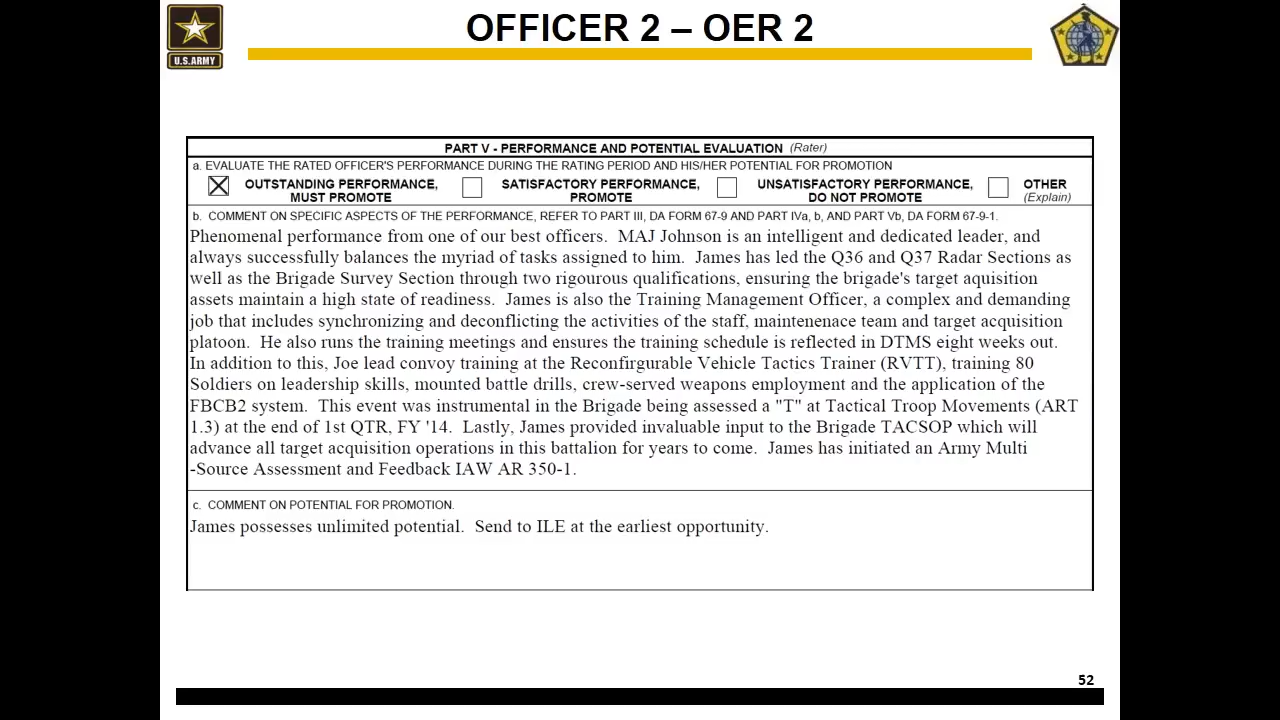 OFFICER 2 – OER 2
U.S.ARMY
PART V - PERFORMANCE AND POTENTIAL EVALUATION (Rater)
a. EVALUATE THE RATED OFFICER'S PERFORMANCE DURING THE RATING PERIOD AND HIS/HER POTENTIAL FOR PROMOTION
OUTSTANDING PERFORMANCE, MUST PROMOTE
SATISFACTORY PERFORMANCE, PROMOTE
UNSATISFACTORY PERFORMANCE, DO NOT PROMOTE
OTHER (Explain)
b. COMMENT ON SPECIFIC ASPECTS OF THE PERFORMANCE, REFER TO PART III, DA FORM 67-9 AND PART IVa, b, AND PART Vb, DA FORM 67-9-1.
Phenomenal performance from one of our best officers. MAJ Johnson is an intelligent and dedicated leader, and
always successfully balances the myriad of tasks assigned to him. James has led the Q36 and Q37 Radar Sections as
well as the Brigade Survey Section through two rigourous qualifications, ensuring the brigade's target aquisition
assets maintain a high state of readiness. James is also the Training Management Officer, a complex and demanding
job that includes synchronizing and deconflicting the activities of the staff, maintenenace team and target acquisition
platoon. He also runs the training meetings and ensures the training schedule is reflected in DTMS eight weeks out.
In addition to this, Joe lead convoy training at the Reconfirgurable Vehicle Tactics Trainer (RVTT), training 80
Soldiers on leadership skills, mounted battle drills, crew-served weapons employment and the application of the
FBCB2 system. This event was instrumental in the Brigade being assessed a "T" at Tactical Troop Movements (ART
1.3) at the end of 1st QTR, FY '14. Lastly, James provided invaluable input to the Brigade TACSOP which will
advance all target acquisition operations in this battalion for years to come. James has initiated an Army Multi
-Source Assessment and Feedback IAW AR 350-1.
c. COMMENT ON POTENTIAL FOR PROMOTION.
James possesses unlimited potential. Send to ILE at the earliest opportunity.
52